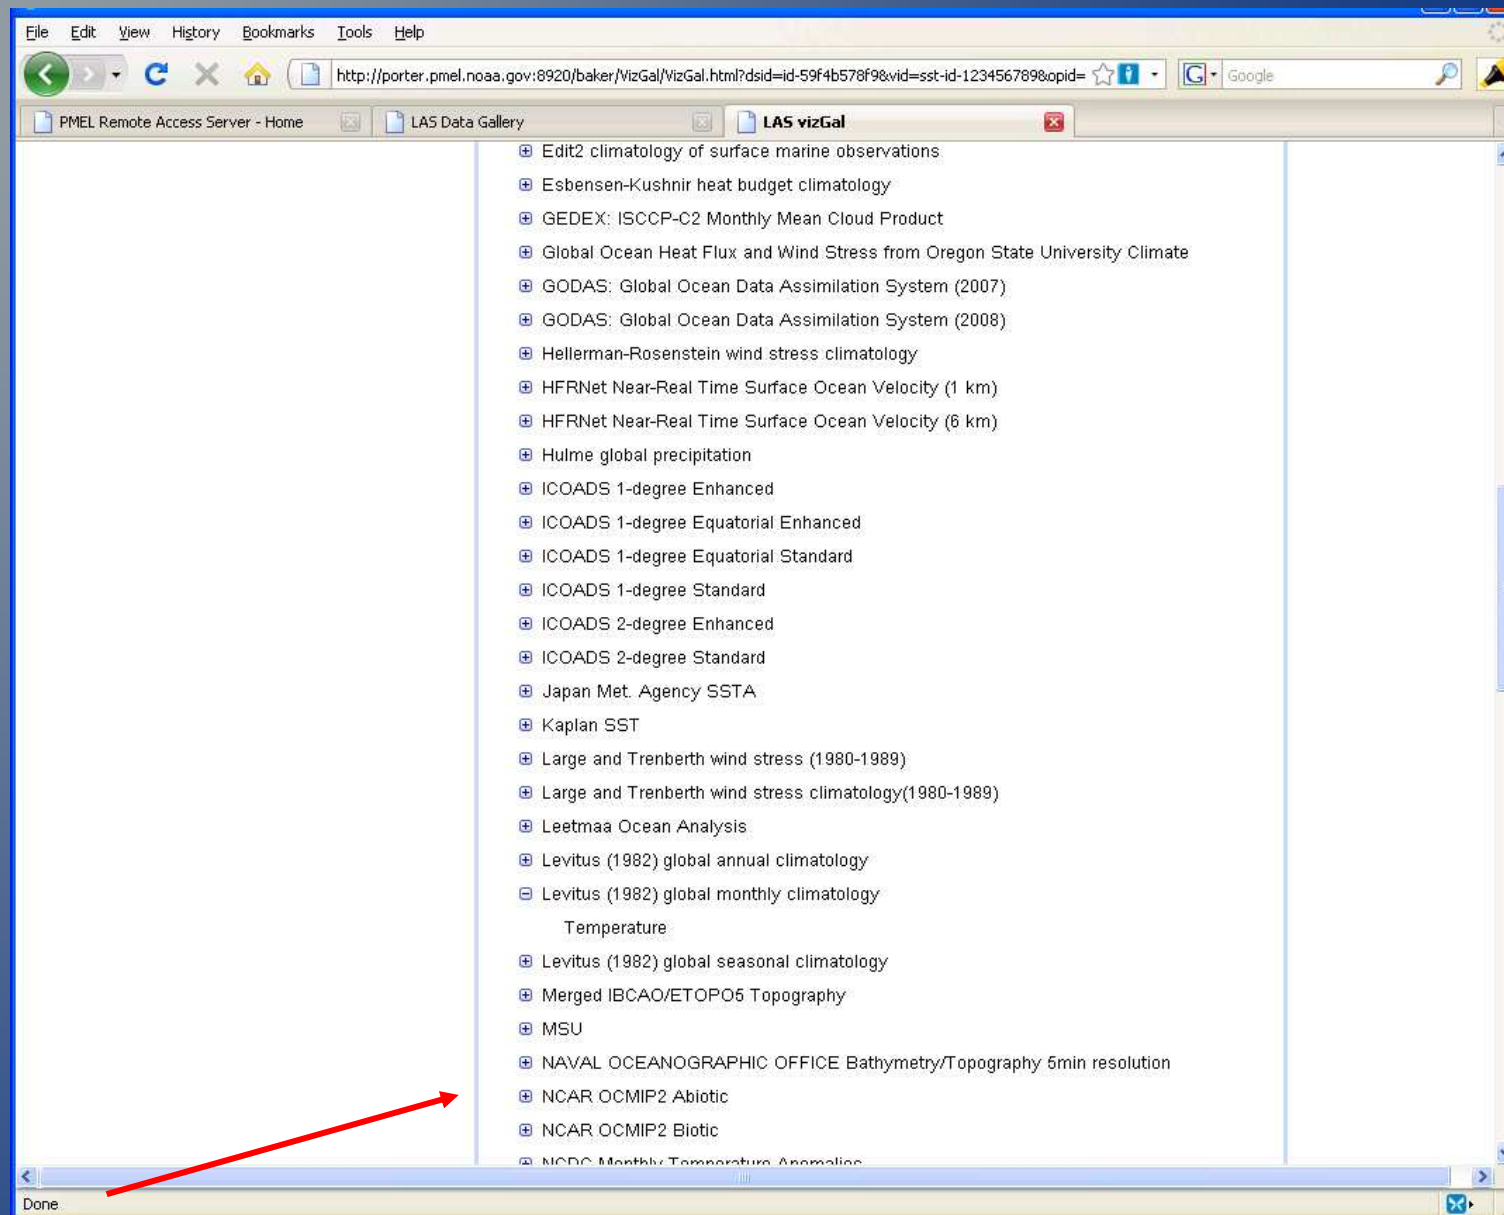 File Edit View History Bookmarks Tools Help
http://porter.pmel.noaa.gov:8920/baker/VizGal/VizGal.html?dsid=id-59f4b578f9&vid=sst-id-123456789&opid= G Google
PMEL Remote Access Server - Home LAS Data Gallery LAS vizGal
Edit2 climatology of surface marine observations
Esbensen-Kushnir heat budget climatology
GEDEX: ISCCP-C2 Monthly Mean Cloud Product
Global Ocean Heat Flux and Wind Stress from Oregon State University Climate
GODAS: Global Ocean Data Assimilation System (2007)
GODAS: Global Ocean Data Assimilation System (2008)
Hellerman-Rosenstein wind stress climatology
HFRNet Near-Real Time Surface Ocean Velocity (1 km)
HFRNet Near-Real Time Surface Ocean Velocity (6 km)
Hulme global precipitation
ICOADS 1-degree Enhanced
ICOADS 1-degree Equatorial Enhanced
ICOADS 1-degree Equatorial Standard
ICOADS 1-degree Standard
ICOADS 2-degree Enhanced
ICOADS 2-degree Standard
Japan Met. Agency SSTA
Kaplan SST
Large and Trenberth wind stress (1980-1989)
Large and Trenberth wind stress climatology(1980-1989)
Leetmaa Ocean Analysis
Levitus (1982) global annual climatology
Levitus (1982) global monthly climatology
Temperature
Levitus (1982) global seasonal climatology
Merged IBCAO/ETOPO5 Topography
MSU
NAVAL OCEANOGRAPHIC OFFICE Bathymetry/Topography 5min resolution
NCAR OCMIP2 Abiotic
NCAR OCMIP2 Biotic
NCDC Monthly Temperature Anomalies
Done